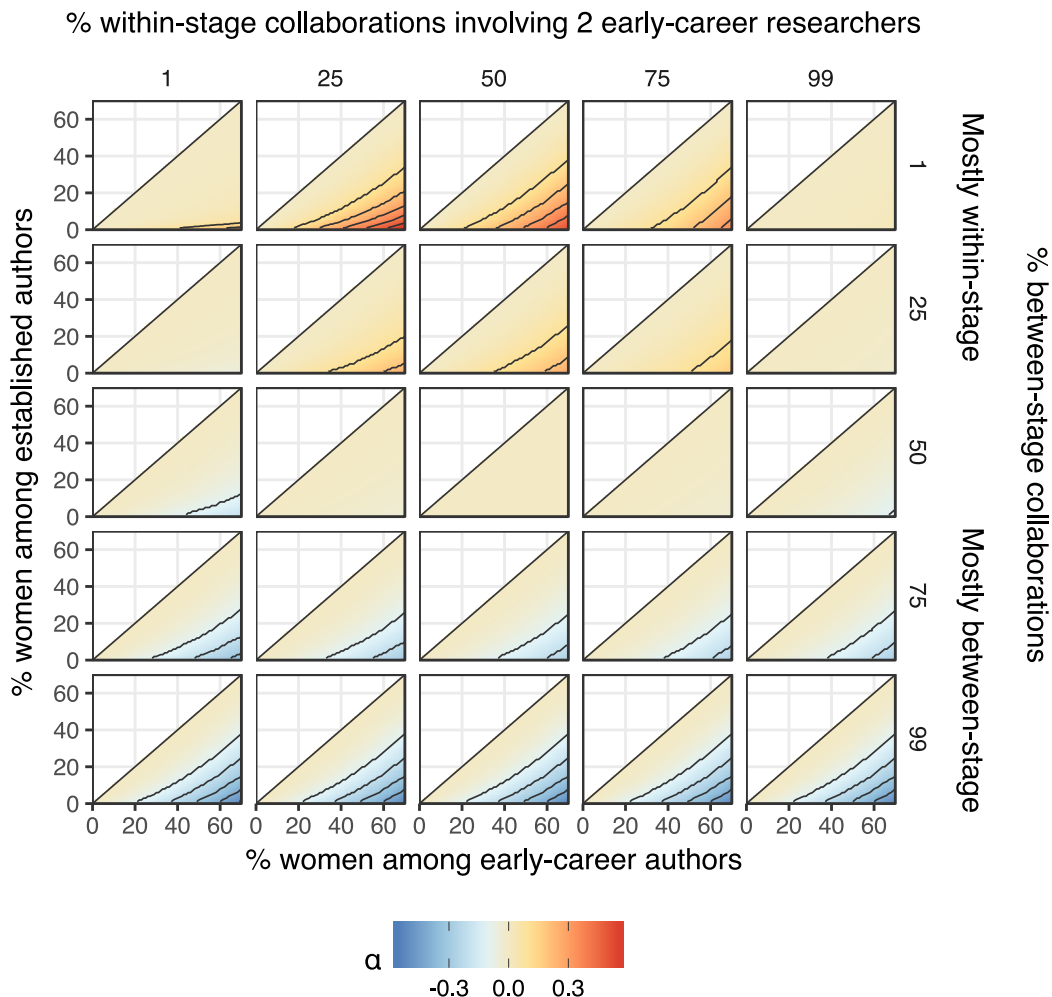 % within-stage collaborations involving 2 early-career researchers
1 25 50 75 99
60
40
20
0
1
60
40
20
0
25
60
40
20
0
50
60
40
20
0
75
60
40
20
0
99
0 20 40 60 0 20 40 60 0 20 40 60 0 20 40 60 0 20 40 60
% women among early-career authors
% women among established authors
Mostly within-stage
Mostly between-stage
% between-stage collaborations
α
-0.3 0.0 0.3